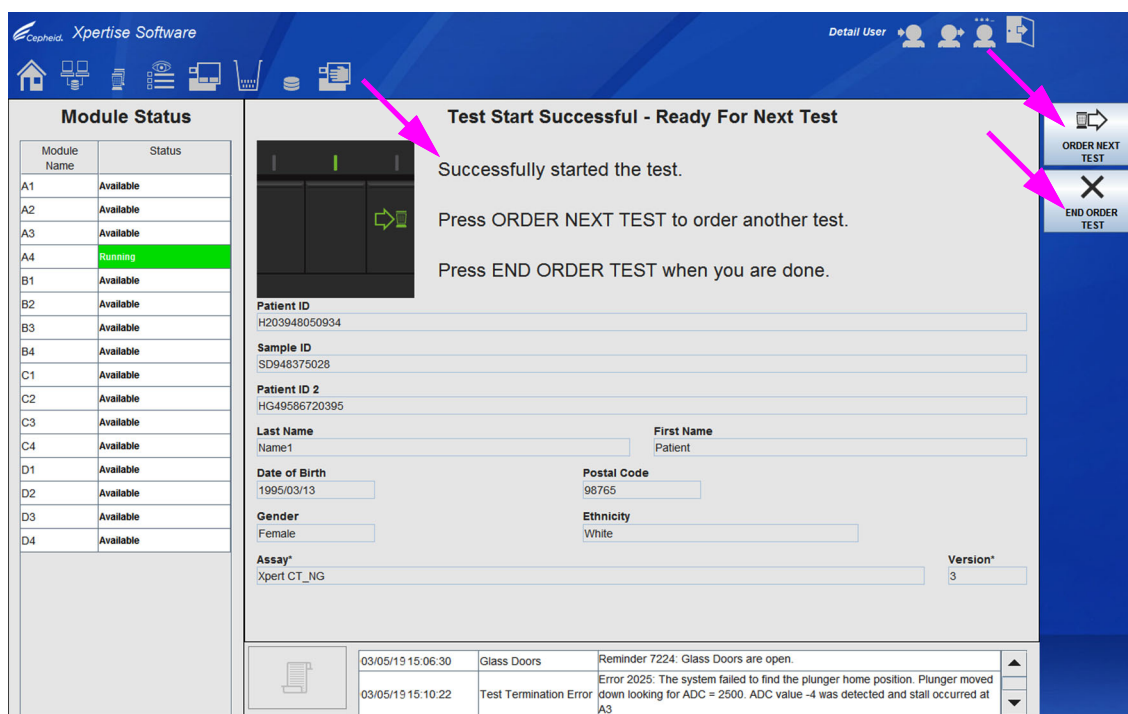 Cepheid. Xpertise Software
Detail User
Module Status
Module Name Status
A1 Available
A2 Available
A3 Available
A4 Running
B1 Available
B2 Available
B3 Available
B4 Available
C1 Available
C2 Available
C3 Available
C4 Available
D1 Available
D2 Available
D3 Available
D4 Available
Test Start Successful - Ready For Next Test
Successfully started the test.
Press ORDER NEXT TEST to order another test.
Press END ORDER TEST when you are done.
Patient ID
H203948050934
Sample ID
SD948375028
Patient ID 2
HG49586720395
Last Name First Name
Name1 Patient
Date of Birth Postal Code
1995/03/13 98765
Gender Ethnicity
Female White
Assay* Version*
Xpert CT_NG 3
03/05/19 15:06:30 Glass Doors Reminder 7224: Glass Doors are open.
03/05/19 15:10:22 Test Termination Error Error 2025: The system failed to find the plunger home position. Plunger moved
down looking for ADC = 2500. ADC value -4 was detected and stall occurred at
A3
ORDER NEXT
TEST
END ORDER
TEST